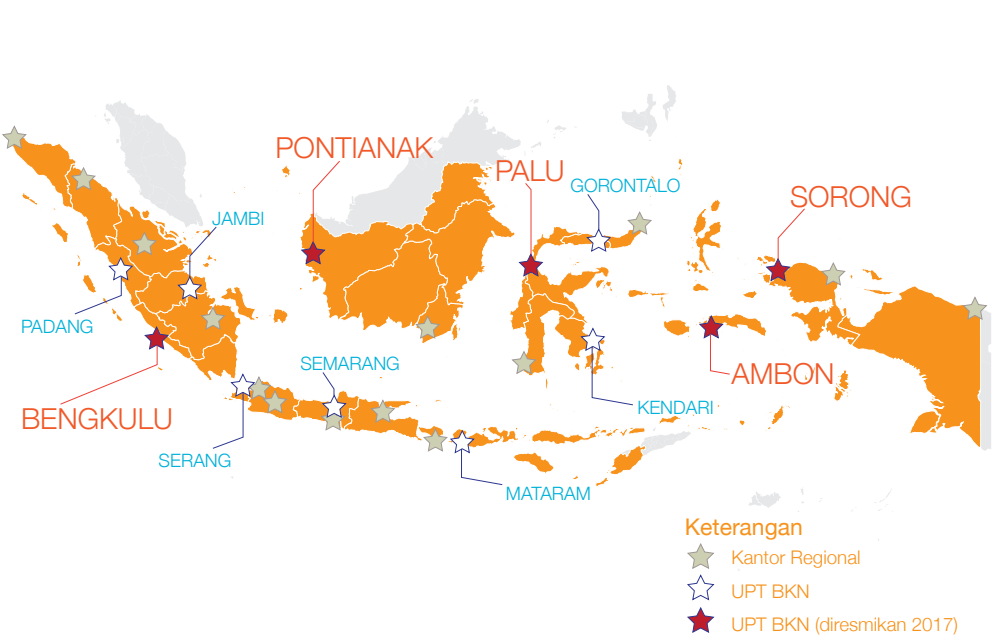 PONTIANAK
PALU
GORONTALO
SORONG
JAMBI
PADANG
SEMARANG
AMBON
BENGKULU
KENDARI
SERANG
MATARAM
Keterangan
Kantor Regional
UPT BKN
UPT BKN (diresmikan 2017)